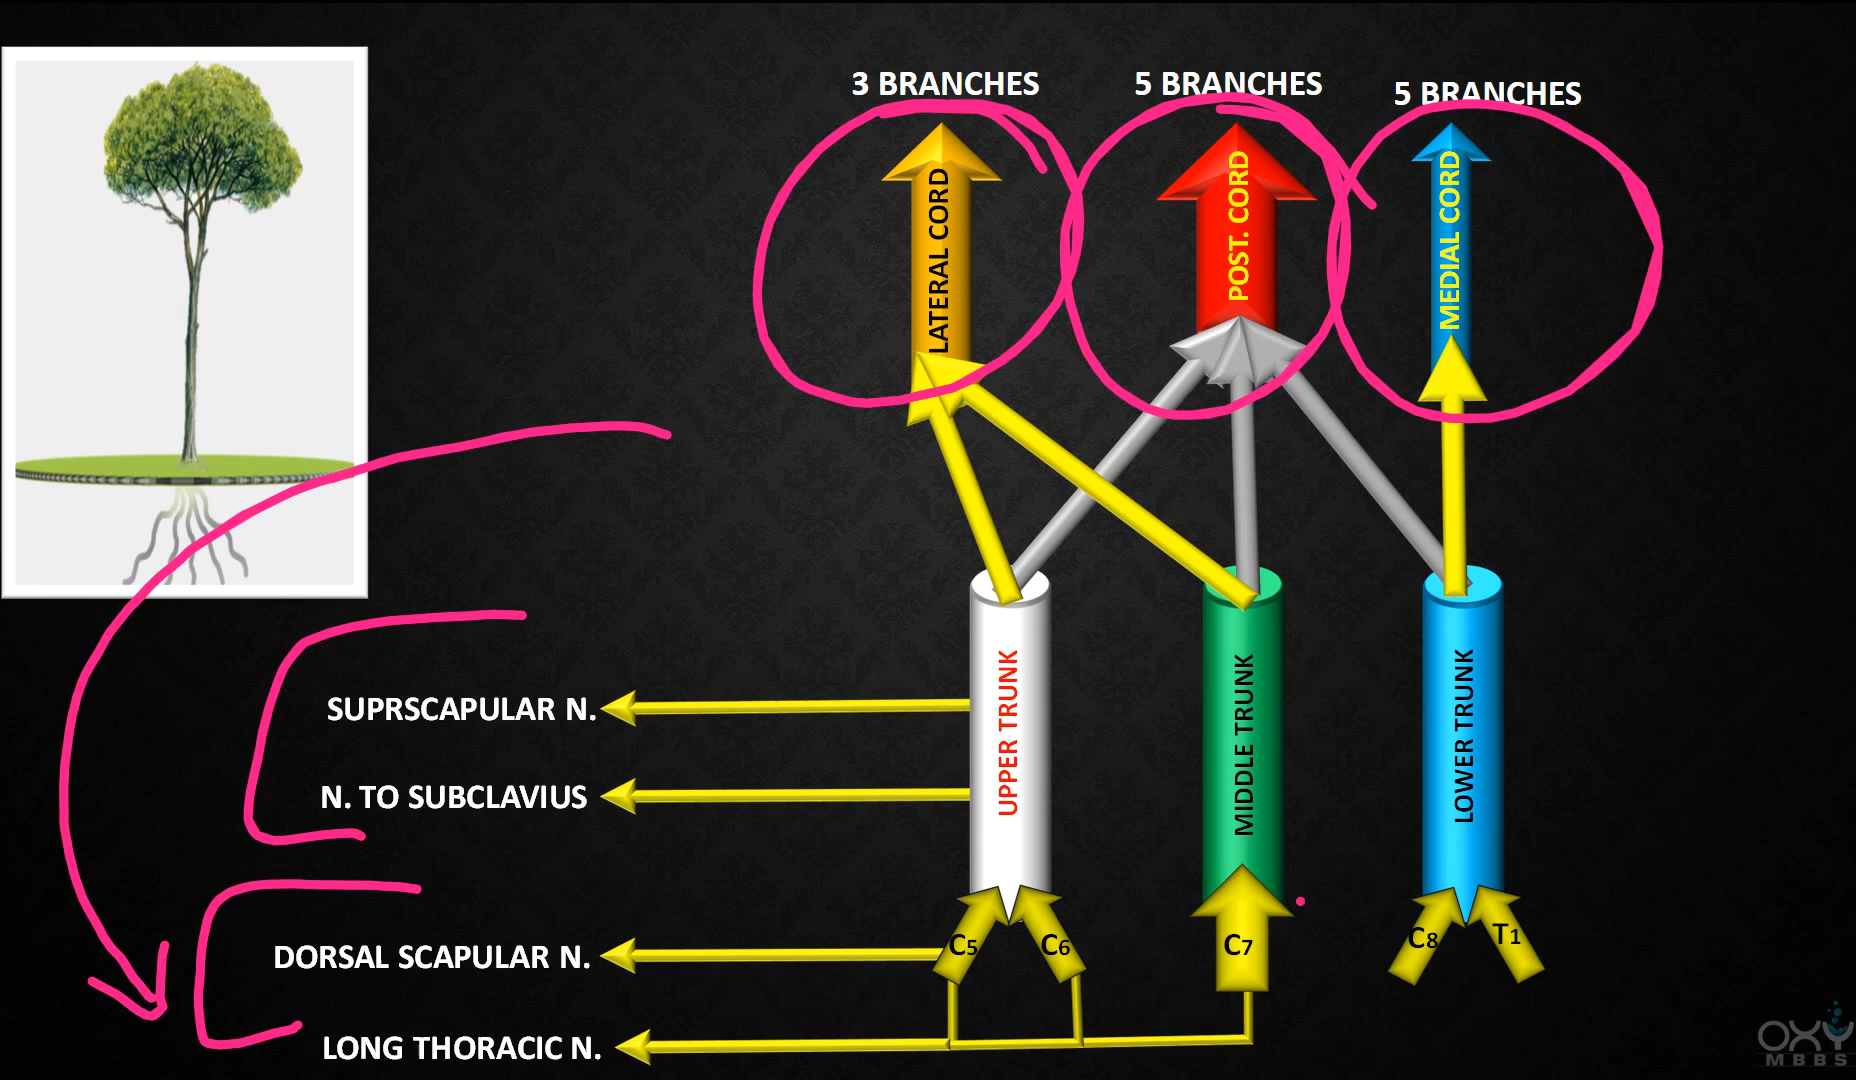 3 BRANCHES
5 BRANCHES
5 BRANCHES
LATERAL CORD
POST. CORD
MEDIAL CORD
SUPRSCAPULAR N.
N. TO SUBCLAVIUS
UPPER TRUNK
MIDDLE TRUNK
LOWER TRUNK
DORSAL SCAPULAR N.
C5
C6
C7
C8
T1
LONG THORACIC N.
OXY
MBBS